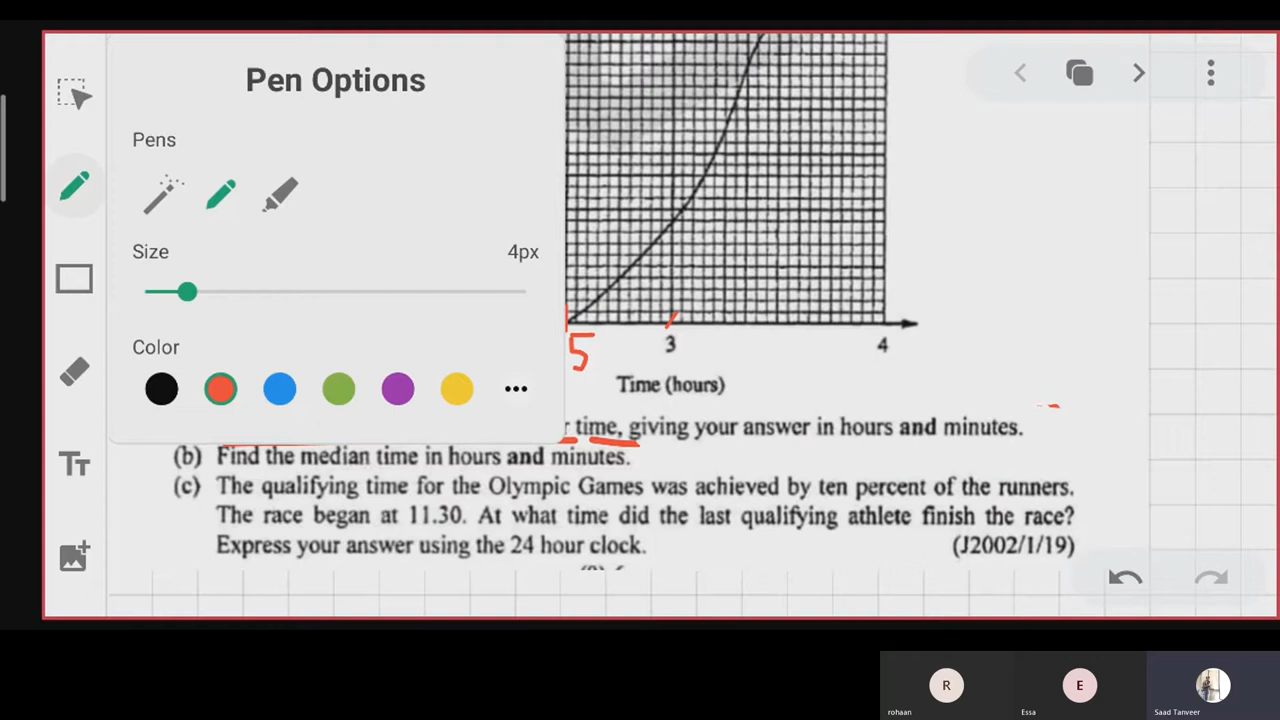 Pen Options
Pens
Size 4px
Color
5
3 4
Time (hours)
time, giving your answer in hours and minutes.
(b) Find the median time in hours and minutes.
(c) The qualifying time for the Olympic Games was achieved by ten percent of the runners.
The race began at 11.30. At what time did the last qualifying athlete finish the race?
Express your answer using the 24 hour clock. (J2002/1/19)
Tт
R E
rohaan Essa Saad Tanveer